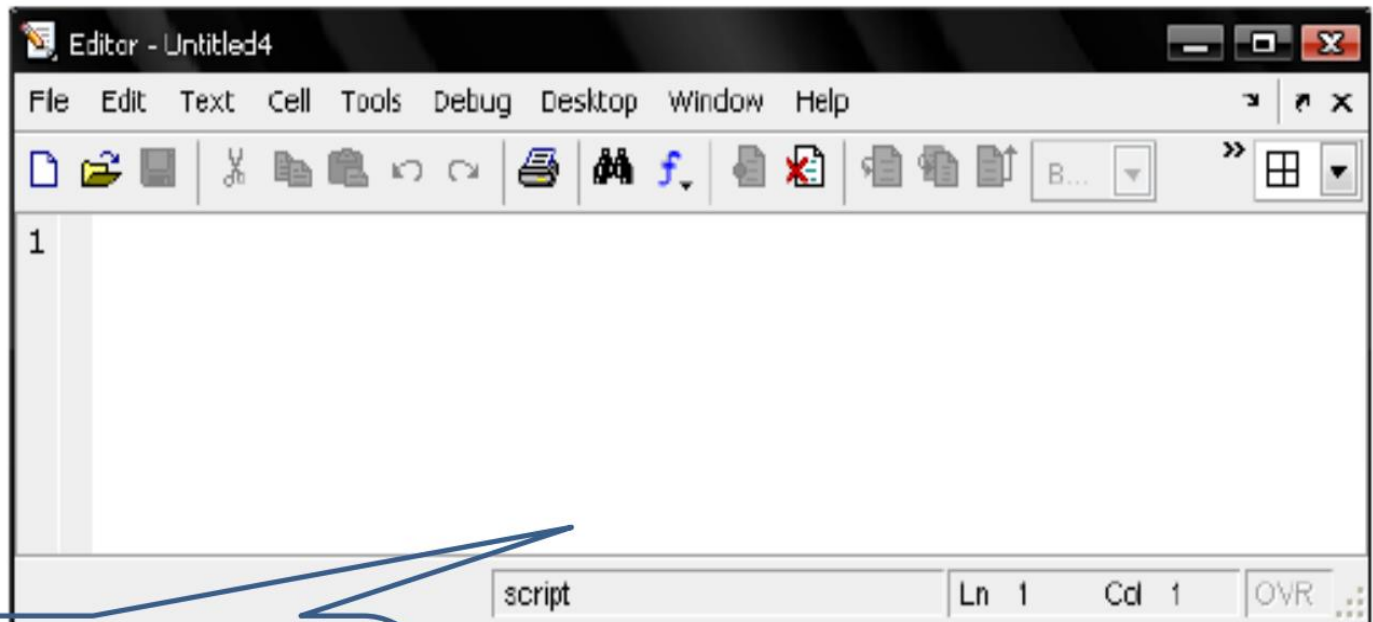 Editor - Untitled4
File Edit Text Cell Tools Debug Desktop Window Help
B... »
1
script Ln 1 Col 1 OVR